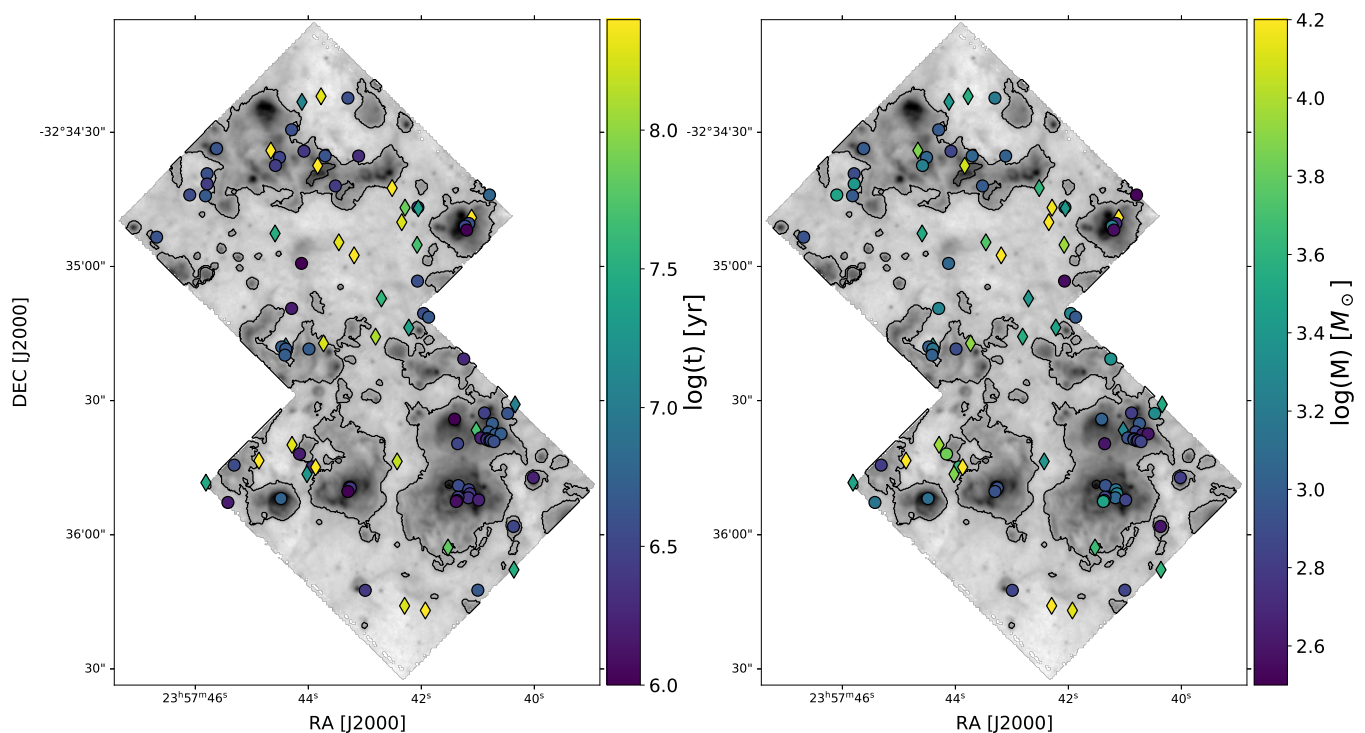 DEC [J2000]
-32°34'30"
35'00"
30"
36'00"
30"
23ʰ57ᵐ46ˢ
44ˢ
42ˢ
40ˢ
RA [J2000]
8.0
7.5
7.0
6.5
6.0
log(t) [yr]
-32°34'30"
35'00"
30"
36'00"
30"
23ʰ57ᵐ46ˢ
44ˢ
42ˢ
40ˢ
RA [J2000]
4.2
4.0
3.8
3.6
3.4
3.2
3.0
2.8
2.6
log(M) [M⊙]